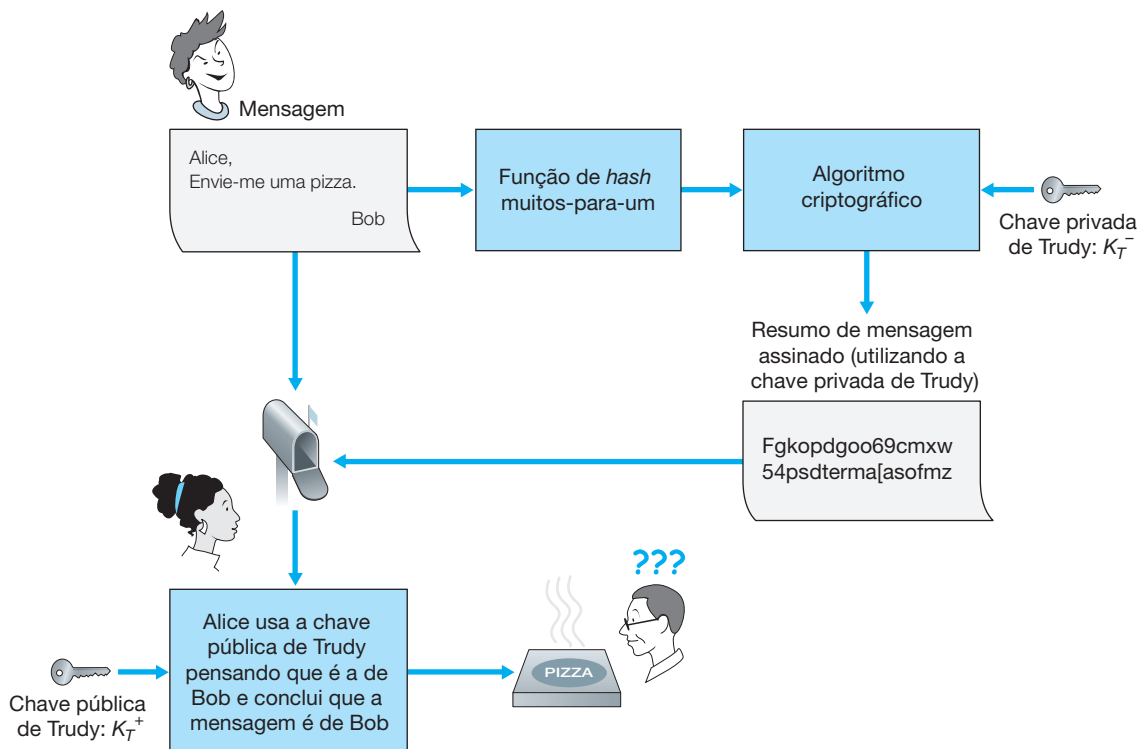 Mensagem
Alice,
Envie-me uma pizza.
Bob
Função de hash
muitos-para-um
Algoritmo
criptográfico
Chave privada
de Trudy: K_T^-
Resumo de mensagem
assinado (utilizando a
chave privada de Trudy)
Fgkopdgoo69cmxw
54psdterma[asofmz
???
Alice usa a chave
pública de Trudy
pensando que é a de
Bob e conclui que a
mensagem é de Bob
PIZZA
Chave pública
de Trudy: K_T^+